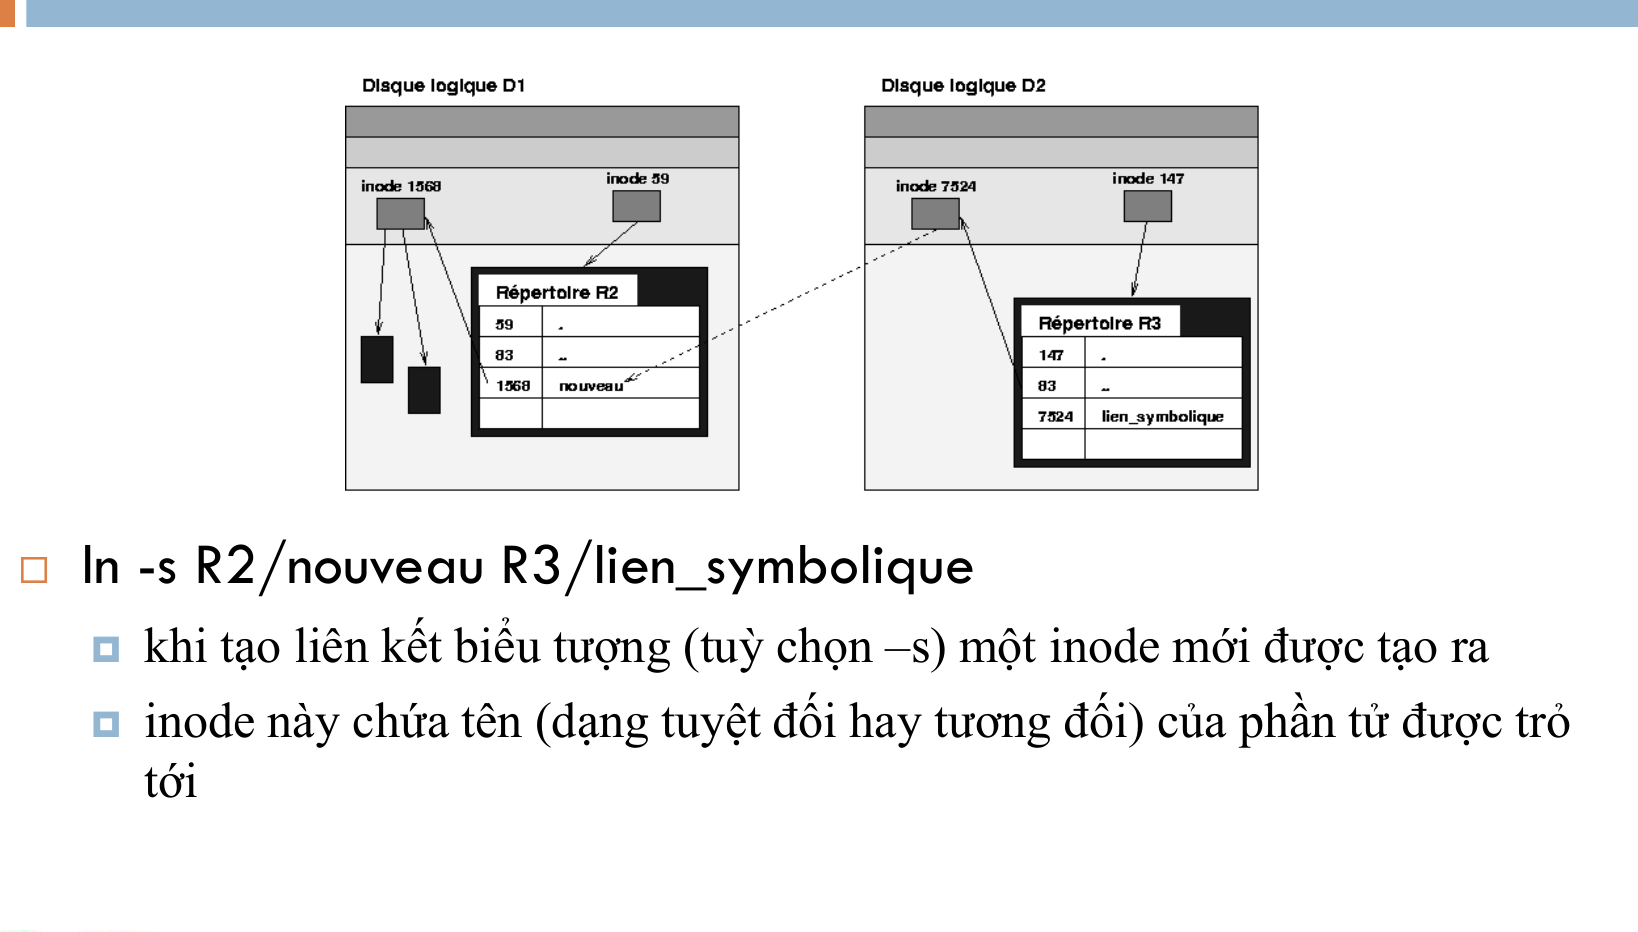 Disque logique D1
Disque logique D2
inode 1568
inode 59
inode 7524
inode 147
Répertoire R2
59 .
83 ..
1568 nouveau
Répertoire R3
147 .
83 ..
7524 lien_symbolique
ln -s R2/nouveau R3/lien_symbolique
khi tạo liên kết biểu tượng (tuỳ chọn –s) một inode mới được tạo ra
inode này chứa tên (dạng tuyệt đối hay tương đối) của phần tử được trỏ
tới